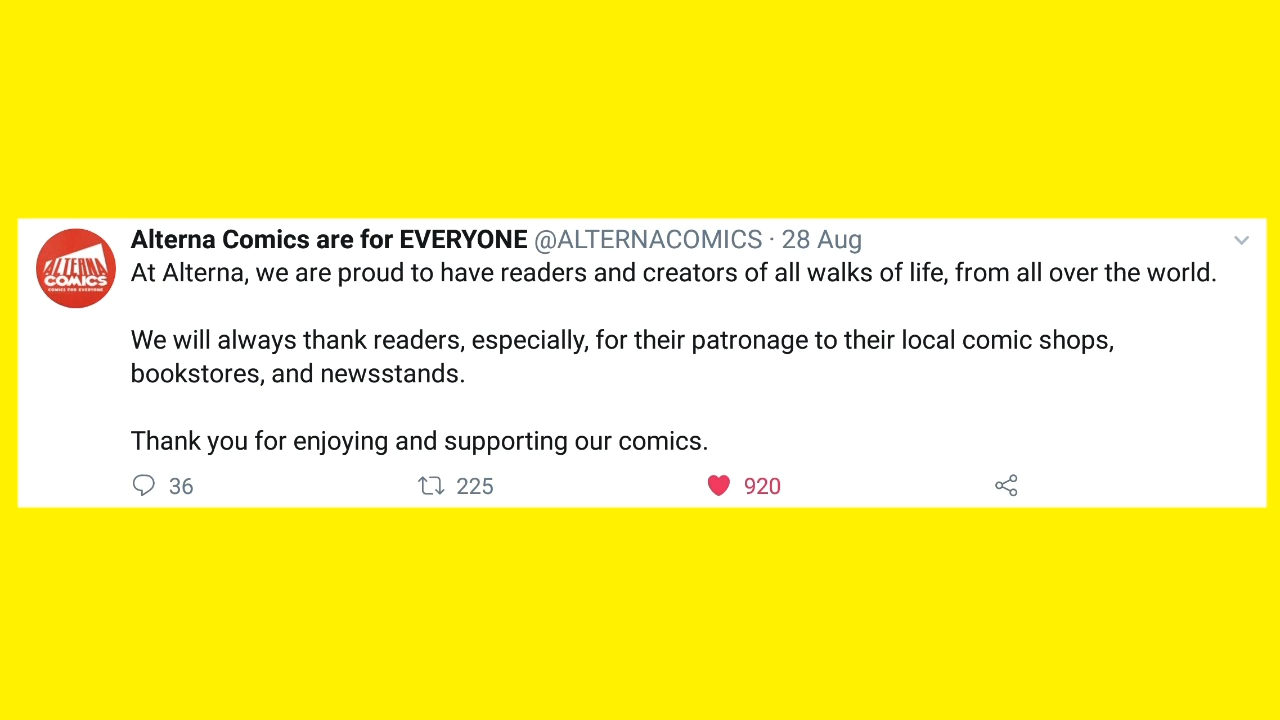 Alterna Comics are for EVERYONE @ALTERNACOMICS · 28 Aug
At Alterna, we are proud to have readers and creators of all walks of life, from all over the world.
We will always thank readers, especially, for their patronage to their local comic shops,
bookstores, and newsstands.
Thank you for enjoying and supporting our comics.
36 225 920
ALTERNA
COMICS
COMICS FOR EVERYONE